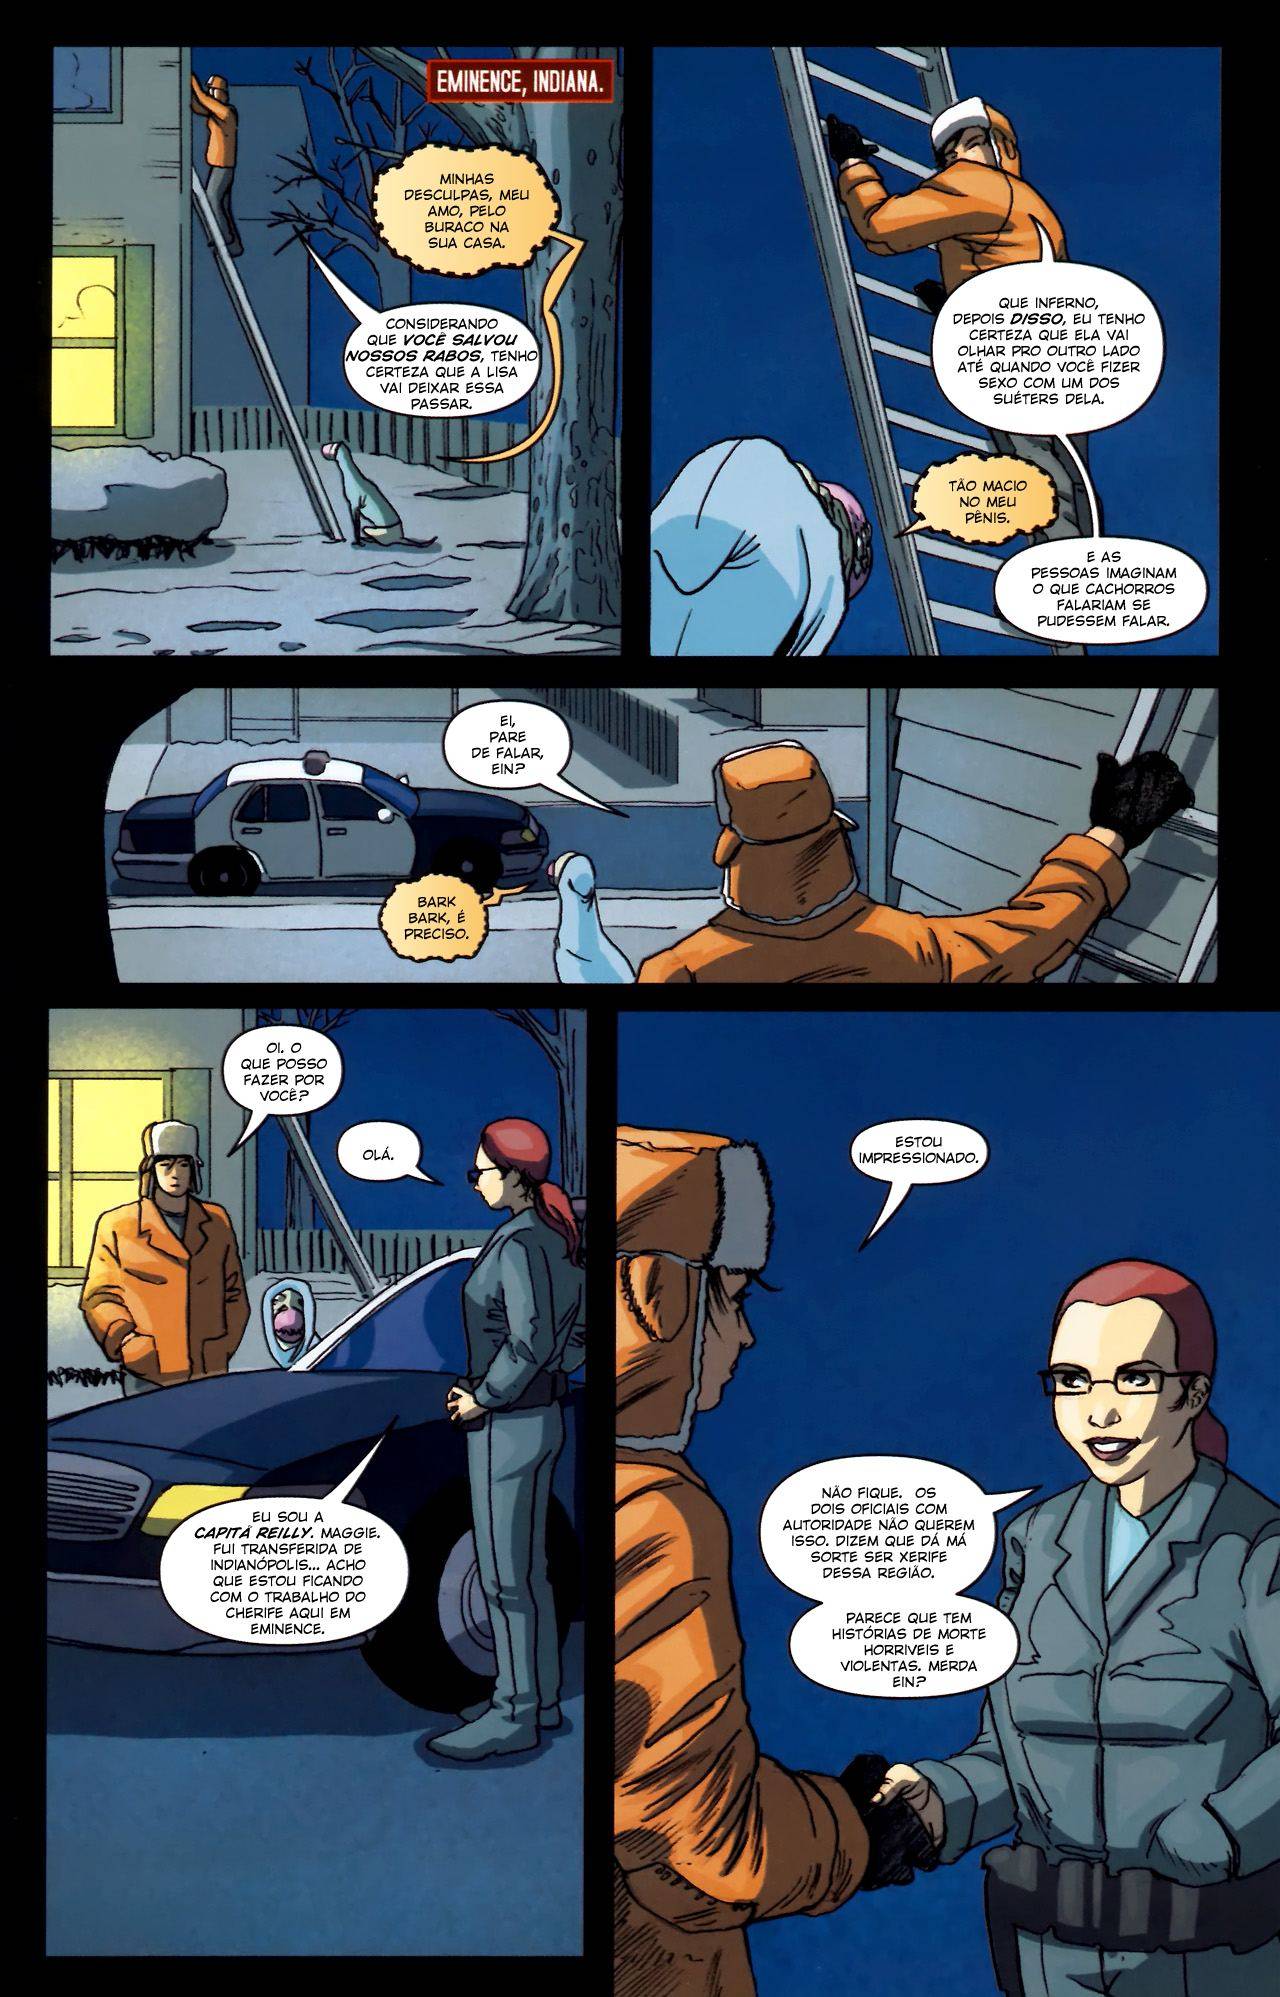 EMINENCE, INDIANA.
MINHAS
DESCULPAS, MEU
AMO, PELO
BURACO NA
SUA CASA.
CONSIDERANDO
QUE VOCÊ SALVOU
NOSSOS RABOS, TENHO
CERTEZA QUE A LISA
VAI DEIXAR ESSA
PASSAR.
QUE INFERNO,
DEPOIS DISSO, EU TENHO
CERTEZA QUE ELA VAI
OLHAR PRO OUTRO LADO
ATÉ QUANDO VOCÊ FIZER
SEXO COM UM DOS
SUÉTERS DELA.
TÃO MACIO
NO MEU
PÊNIS.
E AS
PESSOAS IMAGINAM
O QUE CACHORROS
FALARIAM SE
PUDESSEM FALAR.
EI,
PARE
DE FALAR,
EIN?
BARK
BARK, É
PRECISO.
OI. O
QUE POSSO
FAZER POR
VOCÊ?
OLÁ.
EU SOU A
CAPITÃ REILLY. MAGGIE.
FUI TRANSFERIDA DE
INDIANÓPOLIS... ACHO
QUE ESTOU FICANDO
COM O TRABALHO DO
CHERIFE AQUI EM
EMINENCE.
ESTOU
IMPRESSIONADO.
NÃO FIQUE. OS
DOIS OFICIAIS COM
AUTORIDADE NÃO QUEREM
ISSO. DIZEM QUE DÁ MÁ
SORTE SER XERIFE
DESSA REGIÃO.
PARECE QUE TEM
HISTÓRIAS DE MORTE
HORRIVEIS E
VIOLENTAS. MERDA
EIN?